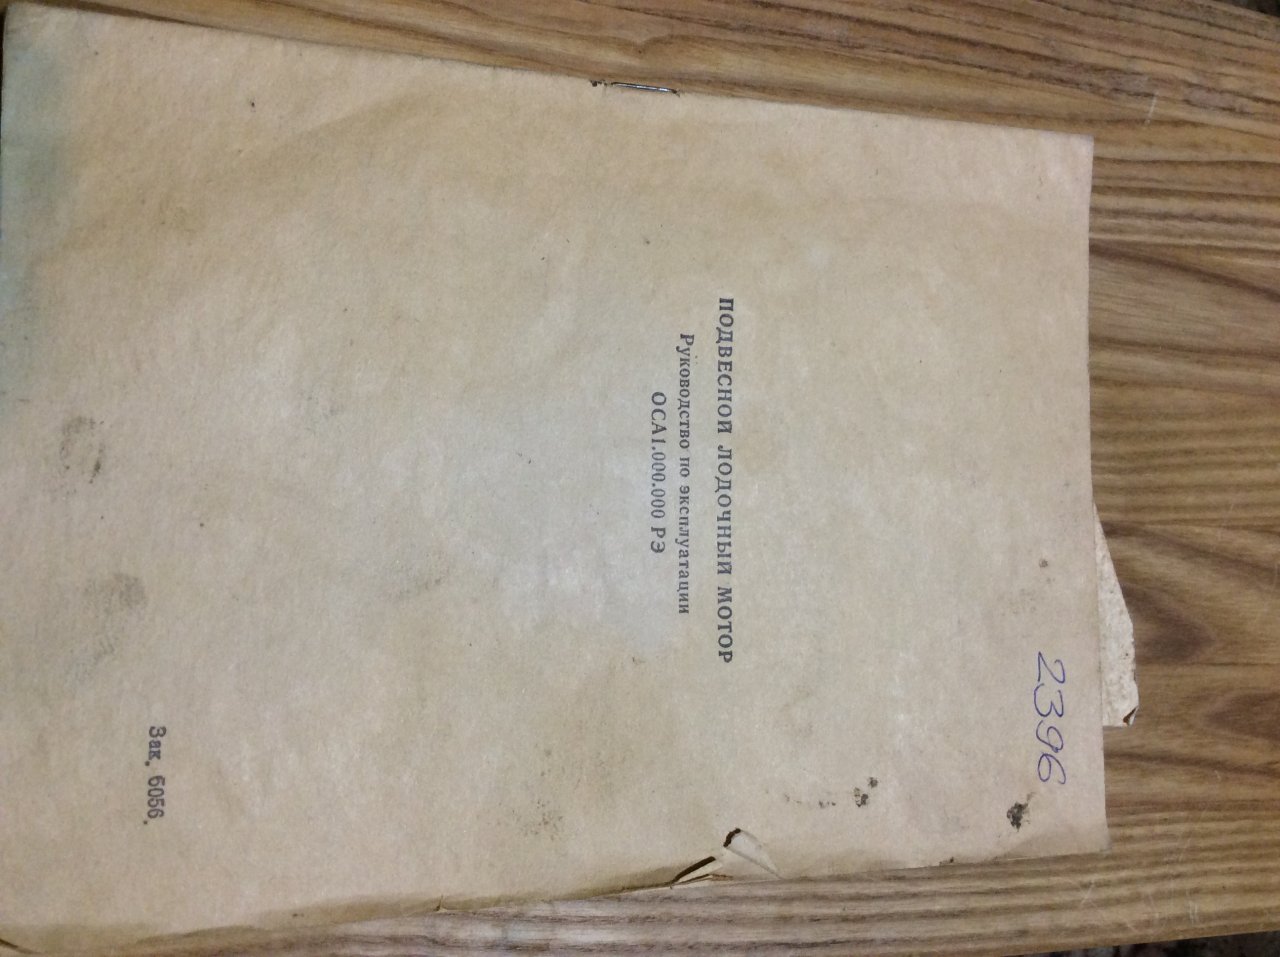 2396
ПОДВЕСНОЙ ЛОДОЧНЫЙ МОТОР
Руководство по эксплуатации
ОСА1.000.000 РЭ
Зак. 6056.